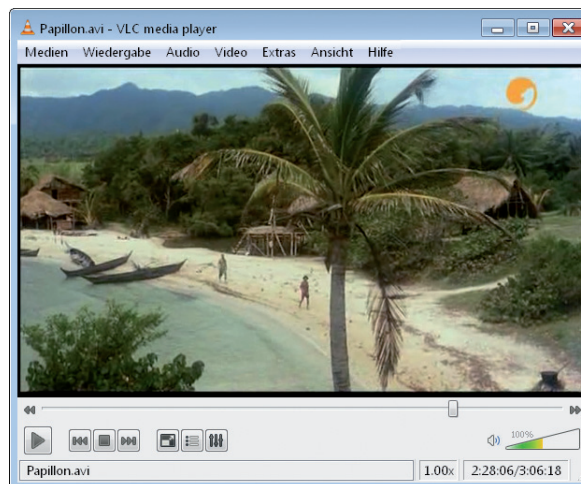 Papillon.avi - VLC media player
Medien Wiedergabe Audio Video Extras Ansicht Hilfe
100%
Papillon.avi 1.00x 2:28:06/3:06:18